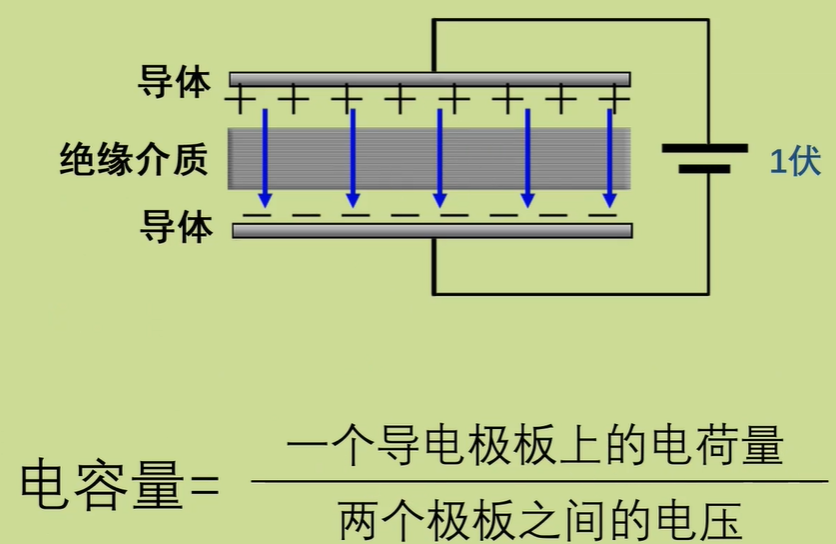 导体
绝缘介质
1伏
导体
电容量=
一个导电极板上的电荷量
两个极板之间的电压